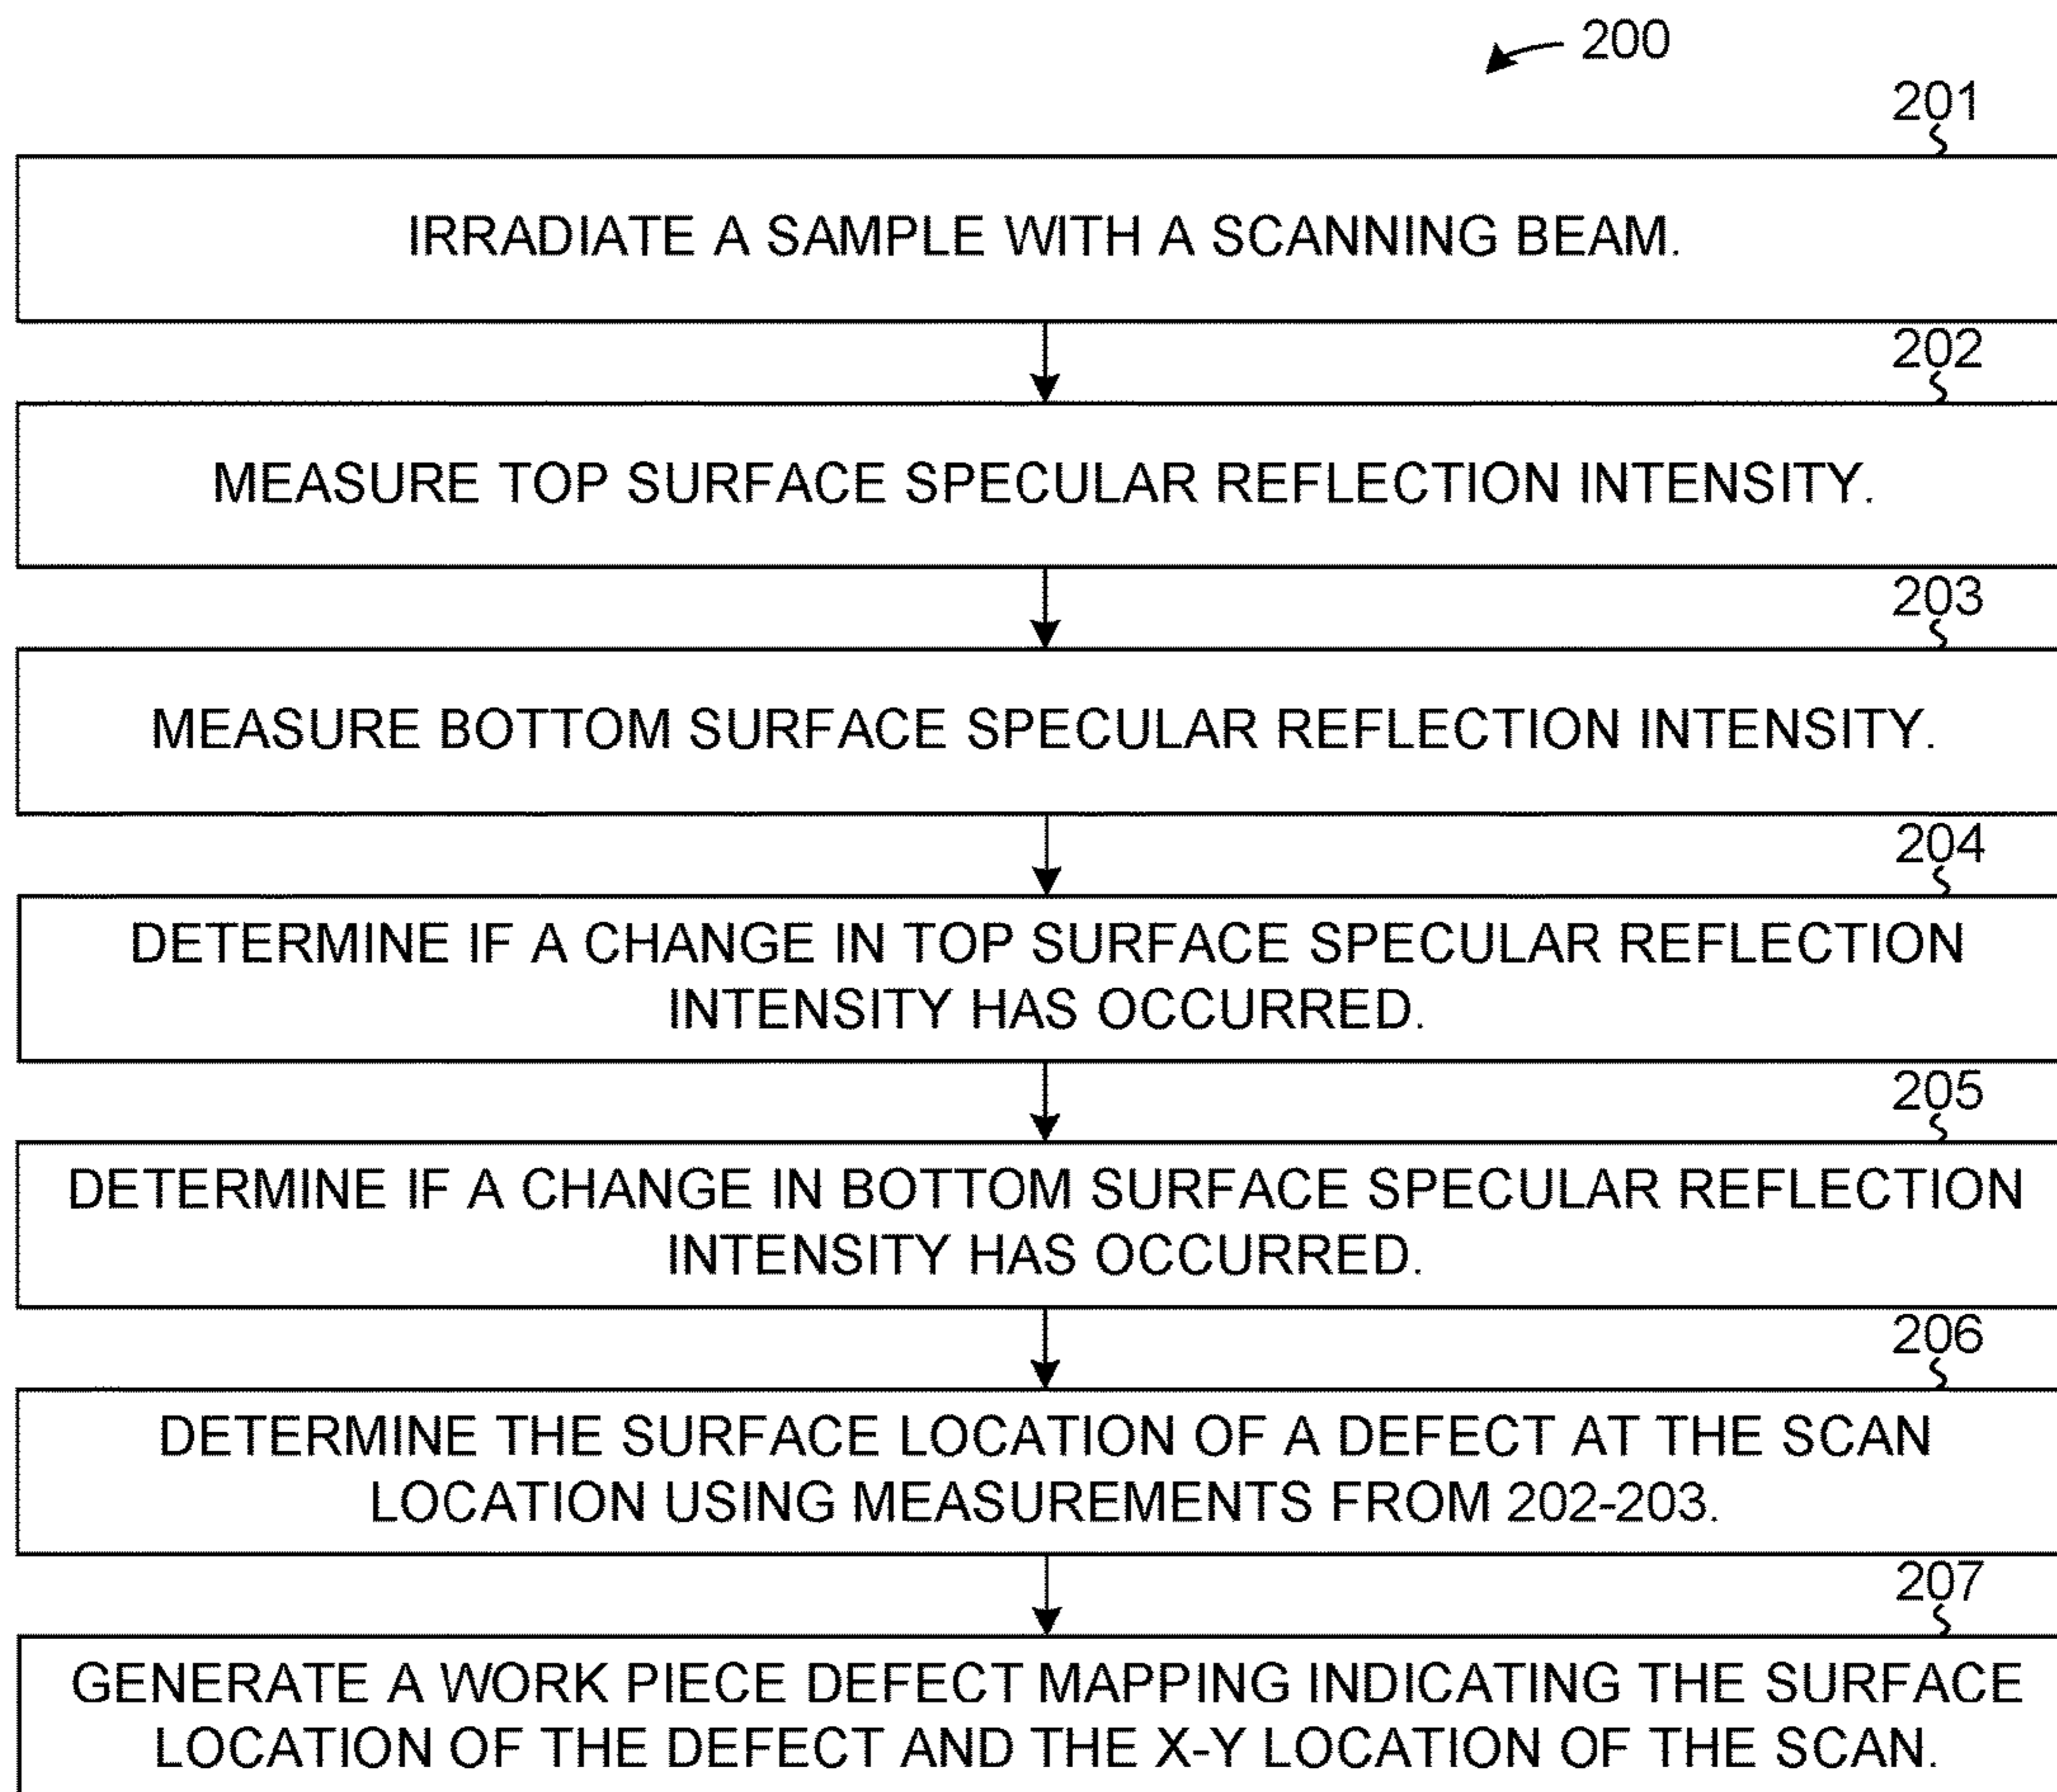 200
201
IRRADIATE A SAMPLE WITH A SCANNING BEAM.
202
MEASURE TOP SURFACE SPECULAR REFLECTION INTENSITY.
203
MEASURE BOTTOM SURFACE SPECULAR REFLECTION INTENSITY.
204
DETERMINE IF A CHANGE IN TOP SURFACE SPECULAR REFLECTION
INTENSITY HAS OCCURRED.
205
DETERMINE IF A CHANGE IN BOTTOM SURFACE SPECULAR REFLECTION
INTENSITY HAS OCCURRED.
206
DETERMINE THE SURFACE LOCATION OF A DEFECT AT THE SCAN
LOCATION USING MEASUREMENTS FROM 202-203.
207
GENERATE A WORK PIECE DEFECT MAPPING INDICATING THE SURFACE
LOCATION OF THE DEFECT AND THE X-Y LOCATION OF THE SCAN.